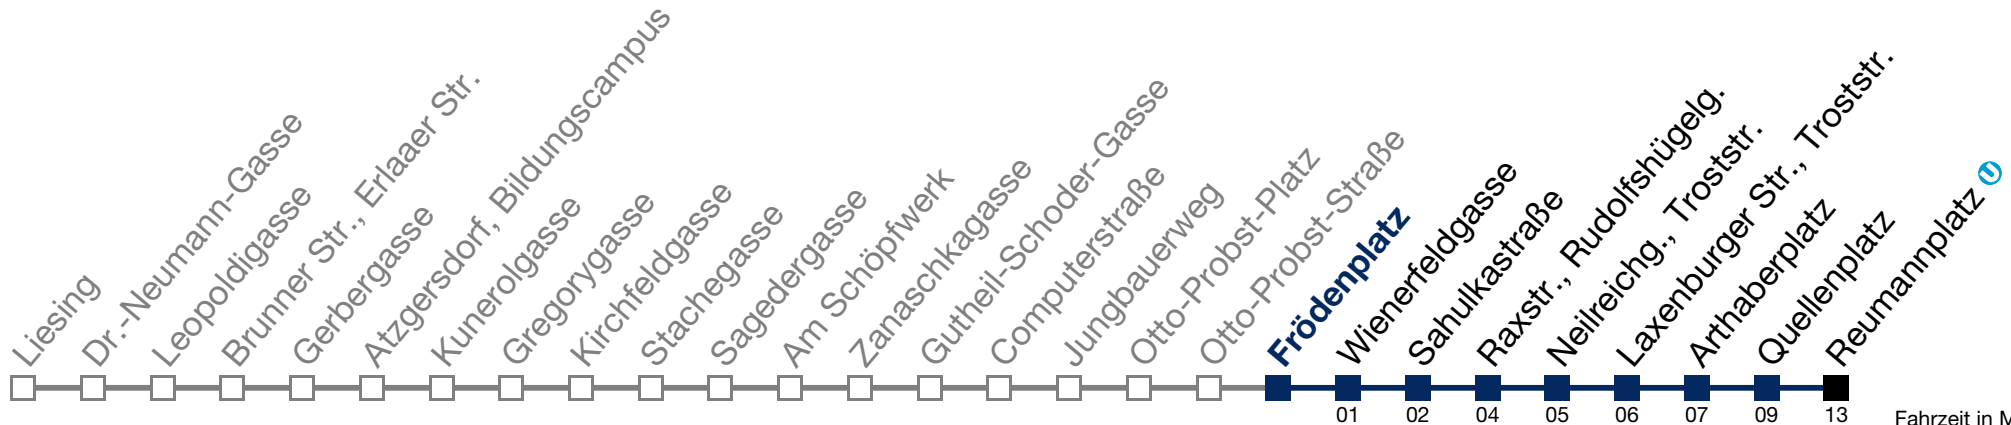 Liesing
Dr.-Neumann-Gasse
Leopoldigasse
Brunner Str., Erlaaer Str.
Gerbergasse
Atzgersdorf, Bildungscampus
Kunerolgasse
Gregorygasse
Kirchfeldgasse
Stachegasse
Sagedergasse
Am Schöpfwerk
Zanaschkagasse
Gutheil-Schoder-Gasse
Computerstraße
Jungbauerweg
Otto-Probst-Platz
Otto-Probst-Straße
Frödenplatz
Wienerfeldgasse
Sahulkastraße
Raxstr., Rudolfshügelg.
Neilreichg., Troststr.
Laxenburger Str., Troststr.
Arthaberplatz
Quellenplatz
Reumannplatz U
01 02 04 05 06 07 09 13
Fahrzeit in M